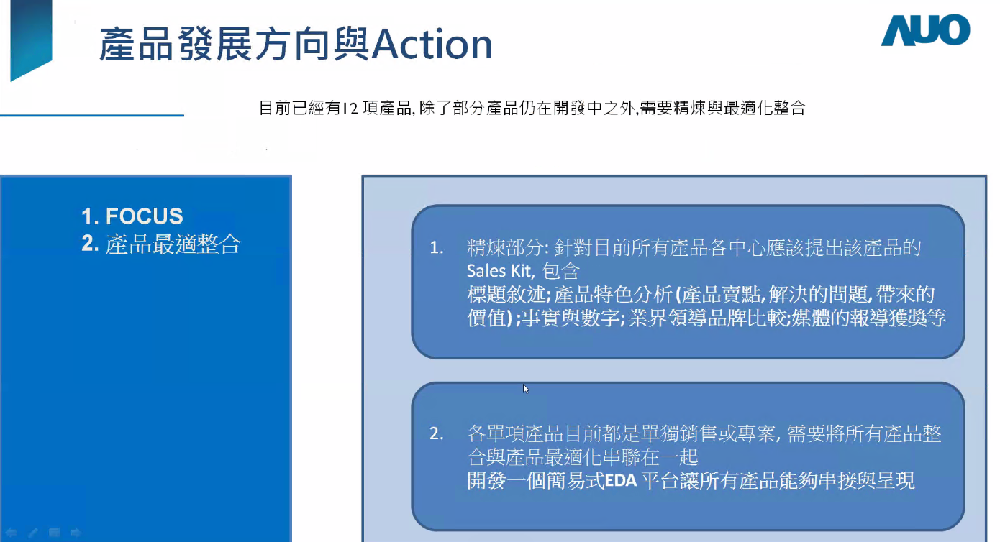 產品發展方向與Action
AUO
目前已經有12 項產品, 除了部分產品仍在開發中之外,需要精煉與最適化整合
1. FOCUS
2. 產品最適整合
1. 精煉部分: 針對目前所有產品各中心應該提出該產品的
Sales Kit, 包含
標題敘述; 產品特色分析 (產品賣點, 解決的問題, 帶來的
價值) ;事實與數字; 業界領導品牌比較;媒體的報導獲獎等
2. 各單項產品目前都是單獨銷售或專案, 需要將所有產品整
合與產品最適化串聯在一起
開發一個簡易式EDA 平台讓所有產品能夠串接與呈現